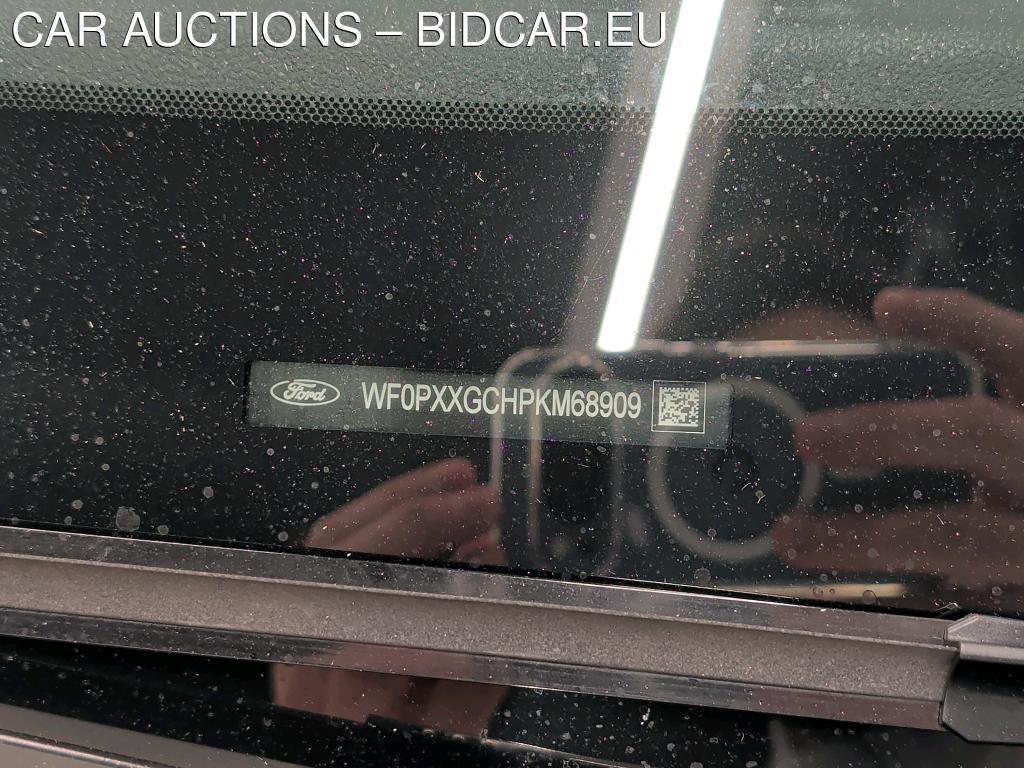 CAR AUCTIONS – BIDCAR.EU
Ford WF0PXXGCHPKM68909